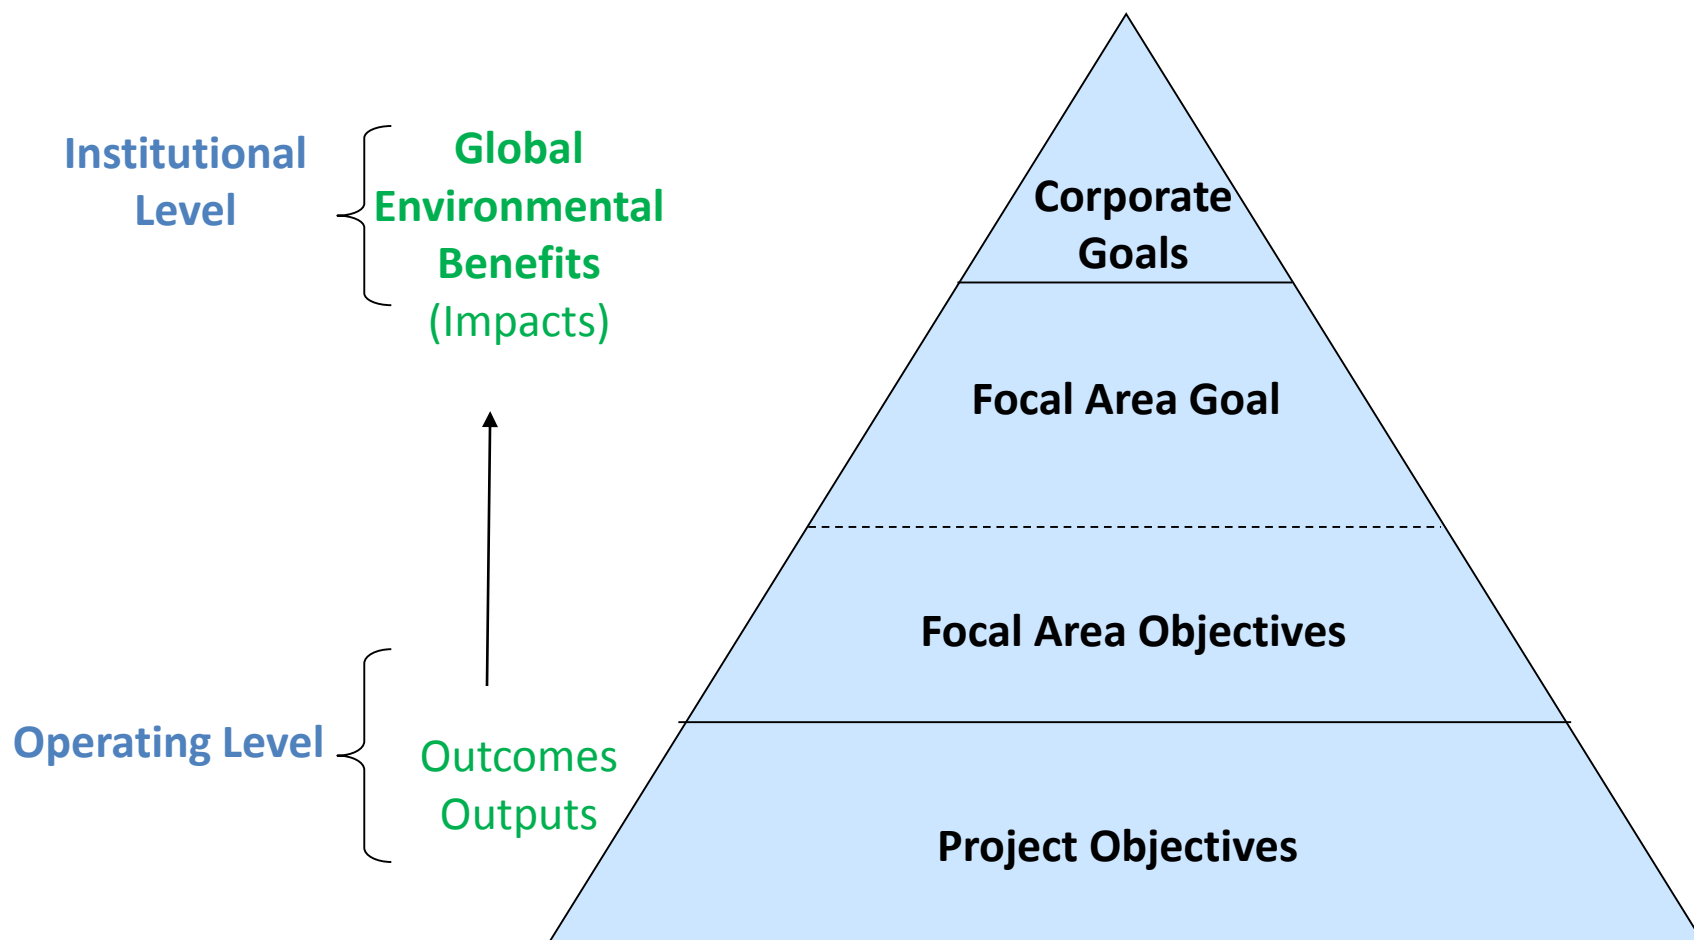 Institutional
Level
Global
Environmental
Benefits
(Impacts)
Corporate
Goals
Focal Area Goal
Focal Area Objectives
Operating Level
Outcomes
Outputs
Project Objectives